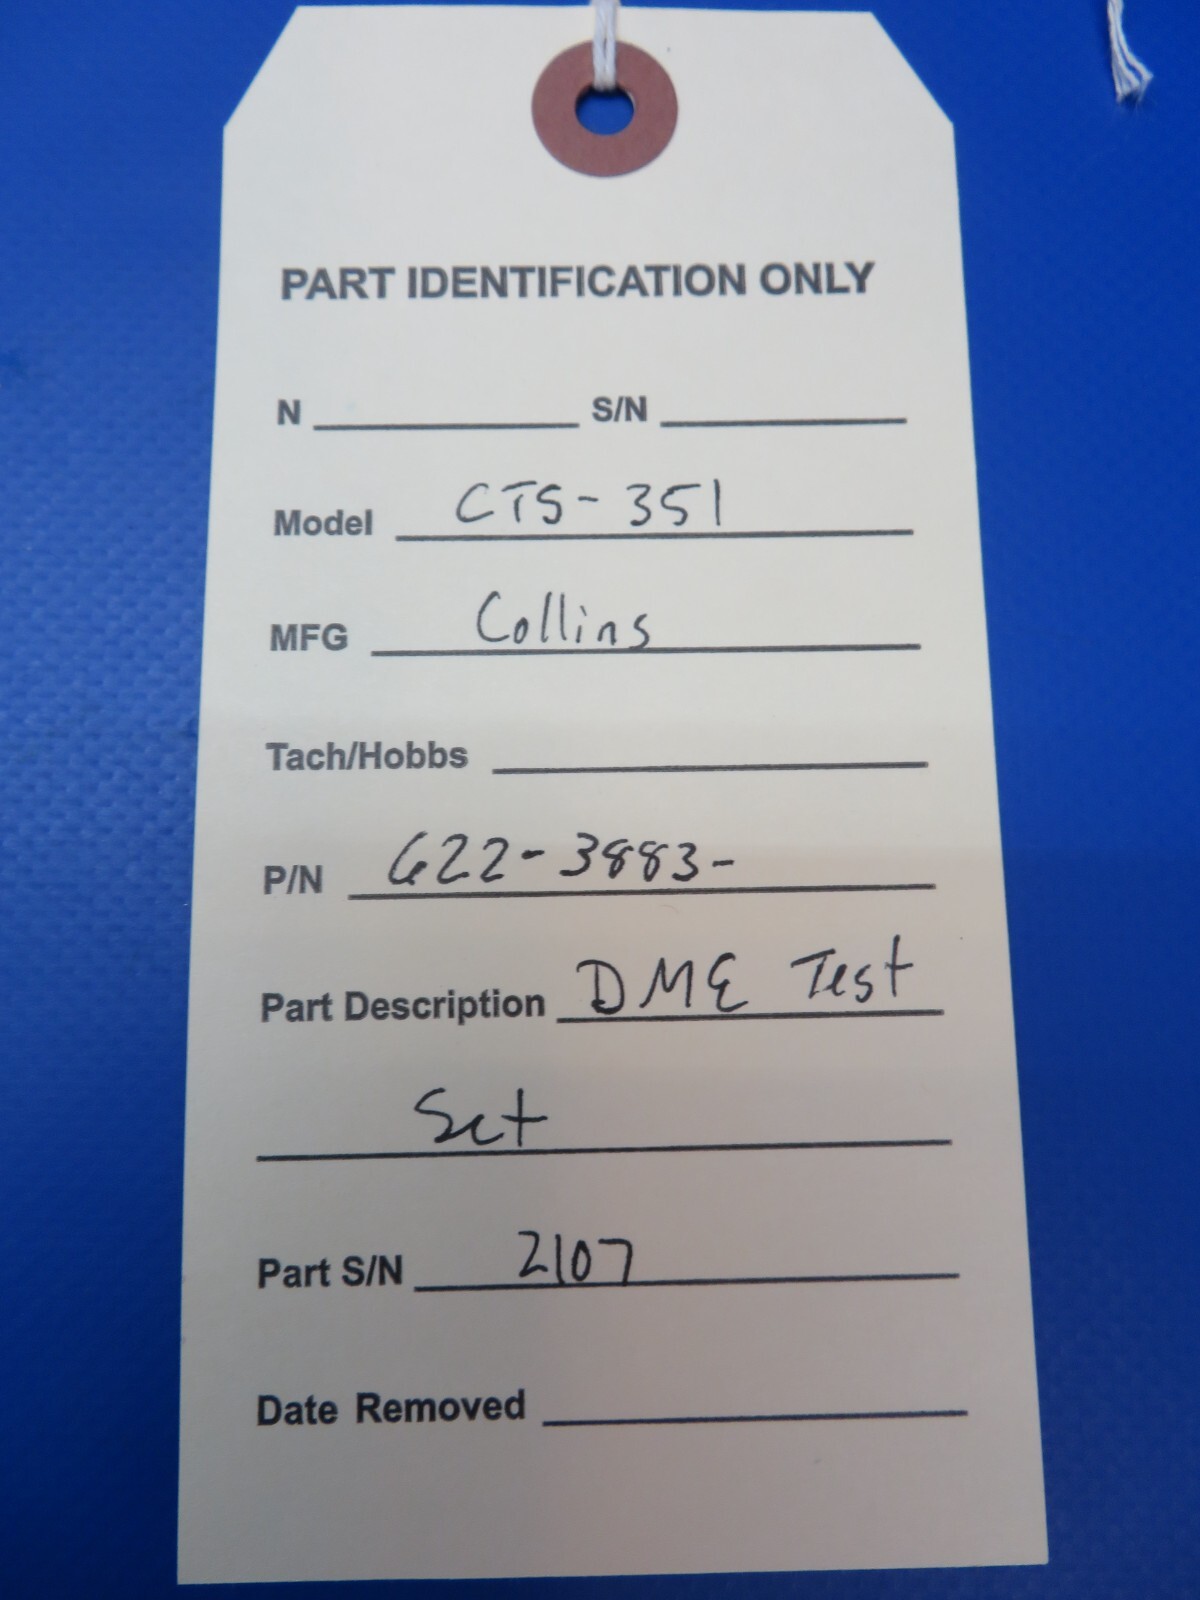 PART IDENTIFICATION ONLY
N S/N
Model CTS-351
MFG Collins
Tach/Hobbs
P/N 622-3883-
Part Description DME Test
Set
Part S/N 2107
Date Removed